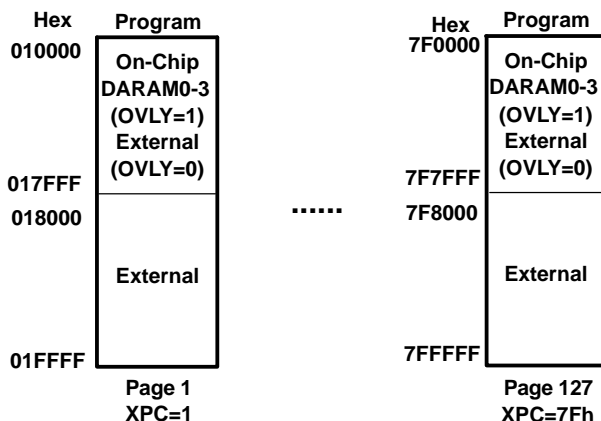 Hex Program
010000
On-Chip
DARAM0-3
(OVLY=1)
External
(OVLY=0)
017FFF
018000
External
01FFFF
Page 1
XPC=1
......
Hex Program
7F0000
On-Chip
DARAM0-3
(OVLY=1)
External
(OVLY=0)
7F7FFF
7F8000
External
7FFFFF
Page 127
XPC=7Fh